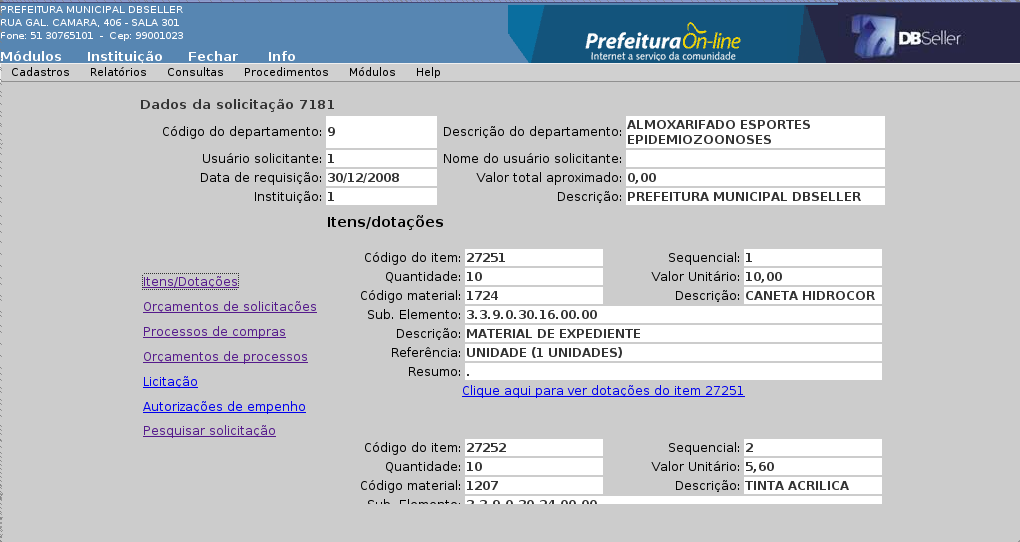 PREFEITURA MUNICIPAL DBSELLER
RUA GAL. CAMARA, 406 - SALA 301
Fone: 51 30765101 - Cep: 99001023
Módulos Instituição Fechar Info
PrefeituraOn-line
Internet a serviço da comunidade
DBSeller
Cadastros Relatórios Consultas Procedimentos Módulos Help
Dados da solicitação 7181
Código do departamento: 9 Descrição do departamento: ALMOXARIFADO ESPORTES
EPIDEMIOZOONOSES
Usuário solicitante: 1 Nome do usuário solicitante:
Data de requisição: 30/12/2008 Valor total aproximado: 0,00
Instituição: 1 Descrição: PREFEITURA MUNICIPAL DBSELLER
Itens/dotações
Itens/Dotações
Orçamentos de solicitações
Processos de compras
Orçamentos de processos
Licitação
Autorizações de empenho
Pesquisar solicitação
Código do item: 27251 Sequencial: 1
Quantidade: 10 Valor Unitário: 10,00
Código material: 1724 Descrição: CANETA HIDROCOR
Sub. Elemento: 3.3.9.0.30.16.00.00
Descrição: MATERIAL DE EXPEDIENTE
Referência: UNIDADE (1 UNIDADES)
Resumo: .
Clique aqui para ver dotações do item 27251
Código do item: 27252 Sequencial: 2
Quantidade: 10 Valor Unitário: 5,60
Código material: 1207 Descrição: TINTA ACRILICA
Sub. Elemento: